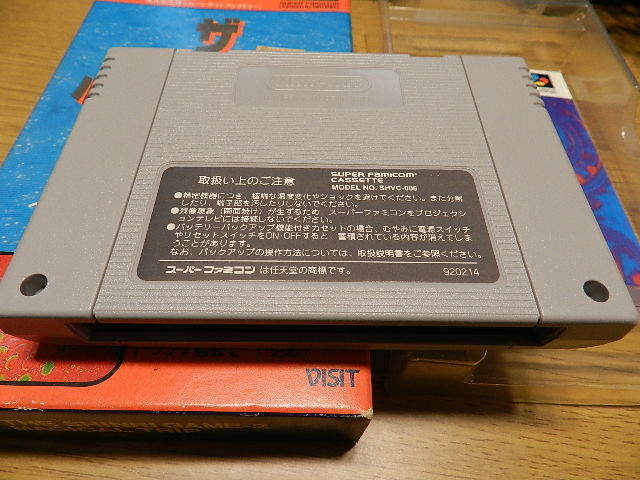 ザ
取扱い上のご注意
SUPER FAMICOM
CASSETTE
MODEL NO. SHVC-006
●精密機器につき、極端な温度変化やショックを避けてください。また分解
したり、端子部を汚したりしないでください。
●残像現象（画面焼け）が生ずるため、スーパーファミコンをプロジェクシ
ョンテレビには接続しないでください。
●バッテリーバックアップ機能付きカセットの場合、むやみに電源スイッチ
やリセットスイッチをON・OFFすると、蓄積されている内容が消えてしま
うことがあります。
なお、バックアップの操作方法については、取扱説明書をご参照ください。
スーパーファミコン は任天堂の商標です。
920214
VISIT